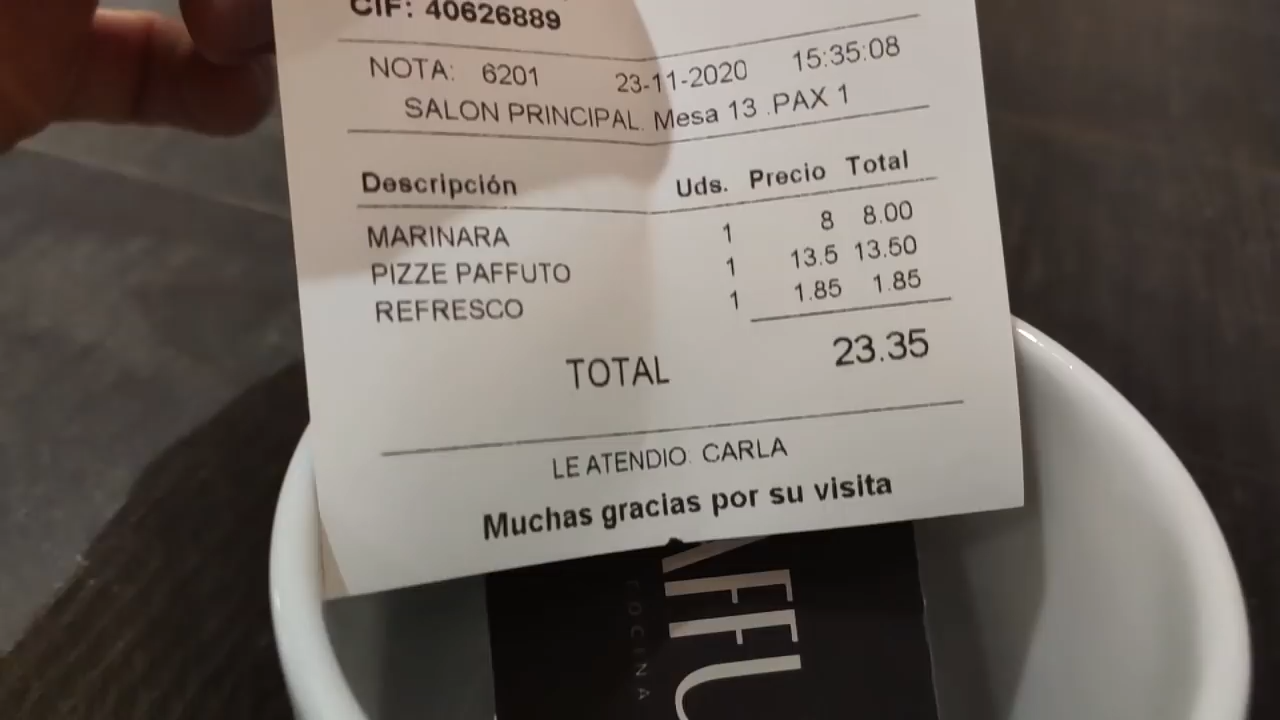 CIF: 40626889
NOTA: 6201 23-11-2020 15:35:08
SALON PRINCIPAL. Mesa 13 .PAX 1
Descripción Uds. Precio Total
MARINARA 1 8 8.00
PIZZE PAFFUTO 1 13.5 13.50
REFRESCO 1 1.85 1.85
TOTAL 23.35
LE ATENDIO: CARLA
Muchas gracias por su visita
AFFU
COCINA